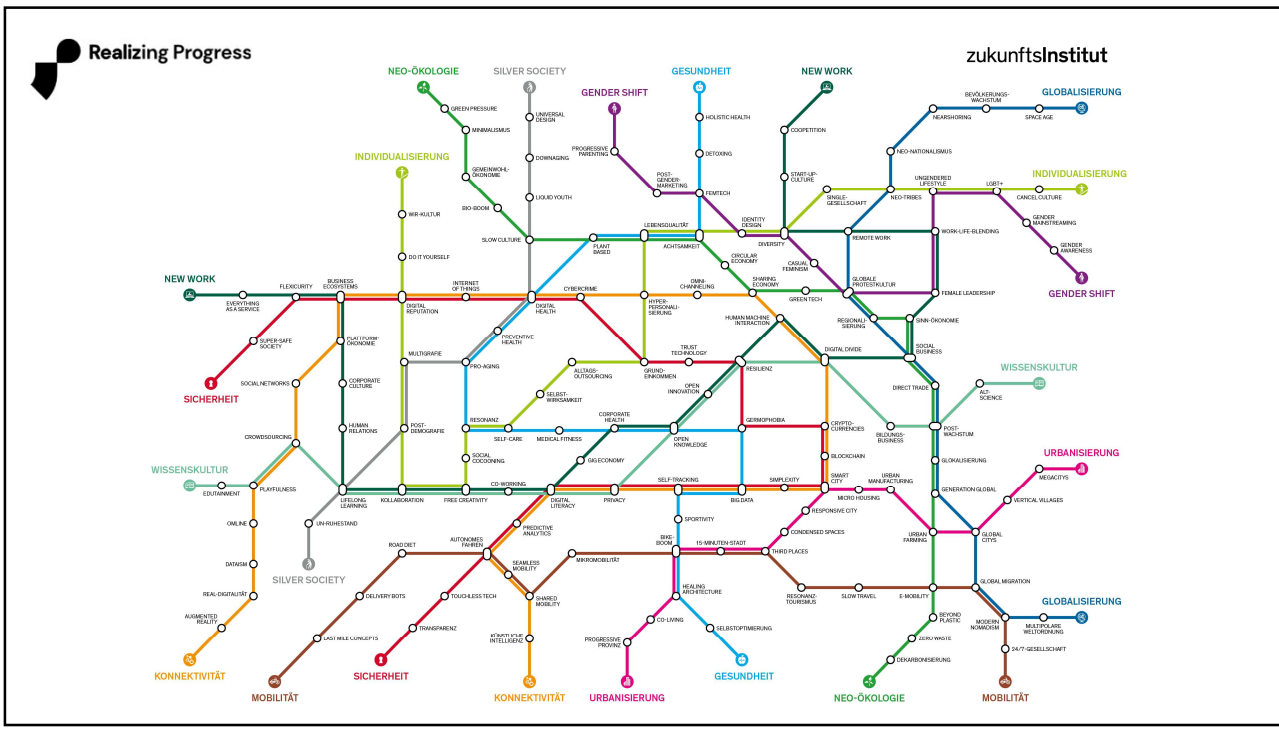 Realizing Progress
zukunftsInstitut
NEO-ÖKOLOGIE
SILVER SOCIETY
GESUNDHEIT
NEW WORK
GENDER SHIFT
GLOBALISIERUNG
BEVÖLKERUNGS-
WACHSTUM
GREEN PRESSURE
NEARSHORING
SPACE AGE
UNIVERSAL
DESIGN
HOLISTIC HEALTH
MINIMALISMUS
COOPETITION
PROGRESSIVE
PARENTING
DETOXING
NEO-NATIONALISMUS
INDIVIDUALISIERUNG
DOWNAGING
GEMEINWOHL-
ÖKONOMIE
POST-
GENDER-
MARKETING
START-UP-
CULTURE
UNGENDERED
LIFESTYLE
LGBT+
INDIVIDUALISIERUNG
LIQUID YOUTH
FEMTECH
SINGLE-
GESELLSCHAFT
NEO-TRIBES
CANCEL CULTURE
BIO-BOOM
WIR-KULTUR
LEBENSQUALITÄT
IDENTITY
DESIGN
GENDER
MAINSTREAMING
SLOW CULTURE
PLANT
BASED
ACHTSAMKEIT
DIVERSITY
REMOTE WORK
WORK-LIFE-BLENDING
DO IT YOURSELF
CIRCULAR
ECONOMY
CASUAL
FEMINISM
GENDER
AWARENESS
NEW WORK
FLEXICURITY
BUSINESS
ECOSYSTEMS
INTERNET
OF THINGS
CYBERCRIME
OMNI-
CHANNELING
SHARING
ECONOMY
GLOBALE
PROTESTKULTUR
GENDER SHIFT
EVERYTHING
AS A SERVICE
DIGITAL
REPUTATION
DIGITAL
HEALTH
HYPER-
PERSONALI-
SIERUNG
GREEN TECH
FEMALE LEADERSHIP
HUMAN MACHINE
INTERACTION
REGIONALI-
SIERUNG
SINN-ÖKONOMIE
SUPER-SAFE
SOCIETY
PLATTFORM-
ÖKONOMIE
PREVENTIVE
HEALTH
TRUST
TECHNOLOGY
DIGITAL DIVIDE
SOCIAL
BUSINESS
MULTIGRAFIE
PRO-AGING
ALLTAGS-
OUTSOURCING
GRUND-
EINKOMMEN
RESILIENZ
WISSENSKULTUR
SOCIAL NETWORKS
CORPORATE
CULTURE
OPEN
INNOVATION
DIRECT TRADE
ALT-
SCIENCE
SICHERHEIT
SELBST-
WIRKSAMKEIT
CORPORATE
HEALTH
HUMAN
RELATIONS
POST-
DEMOGRAFIE
RESONANZ
SELF-CARE
MEDICAL FITNESS
OPEN
KNOWLEDGE
GERMOPHOBIA
CRYPTO-
CURRENCIES
BILDUNGS-
BUSINESS
POST-
WACHSTUM
CROWDSOURCING
URBANISIERUNG
WISSENSKULTUR
SOCIAL
COCOONING
GIG ECONOMY
BLOCKCHAIN
GLOKALISIERUNG
MEGACITYS
EDUTAINMENT
PLAYFULNESS
LIFELONG
LEARNING
KOLLABORATION
FREE CREATIVITY
CO-WORKING
DIGITAL
LITERACY
PRIVACY
SELF-TRACKING
BIG DATA
SIMPLEXITY
SMART
CITY
MICRO HOUSING
URBAN
MANUFACTURING
GENERATION GLOBAL
VERTICAL VILLAGES
OMLINE
UN-RUHESTAND
PREDICTIVE
ANALYTICS
SPORTIVITY
RESPONSIVE CITY
CONDENSED SPACES
URBAN
FARMING
GLOBAL
CITYS
ROAD DIET
AUTONOMES
FAHREN
BIKE-
BOOM
15-MINUTEN-STADT
THIRD PLACES
DATAISM
SILVER SOCIETY
SEAMLESS
MOBILITY
MIKROMOBILITÄT
GLOBAL MIGRATION
REAL-DIGITALITÄT
DELIVERY BOTS
TOUCHLESS TECH
SHARED
MOBILITY
HEALING
ARCHITECTURE
RESONANZ-
TOURISMUS
SLOW TRAVEL
E-MOBILITY
GLOBALISIERUNG
AUGMENTED
REALITY
TRANSPARENZ
CO-LIVING
SELBSTOPTIMIERUNG
BEYOND
PLASTIC
MODERN
NOMADISM
MULTIPOLARE
WELTORDNUNG
LAST MILE CONCEPTS
KÜNSTLICHE
INTELLIGENZ
PROGRESSIVE
PROVINZ
ZERO WASTE
24/7-GESELLSCHAFT
DEKARBONISIERUNG
KONNEKTIVITÄT
SICHERHEIT
GESUNDHEIT
MOBILITÄT
KONNEKTIVITÄT
URBANISIERUNG
NEO-ÖKOLOGIE
MOBILITÄT